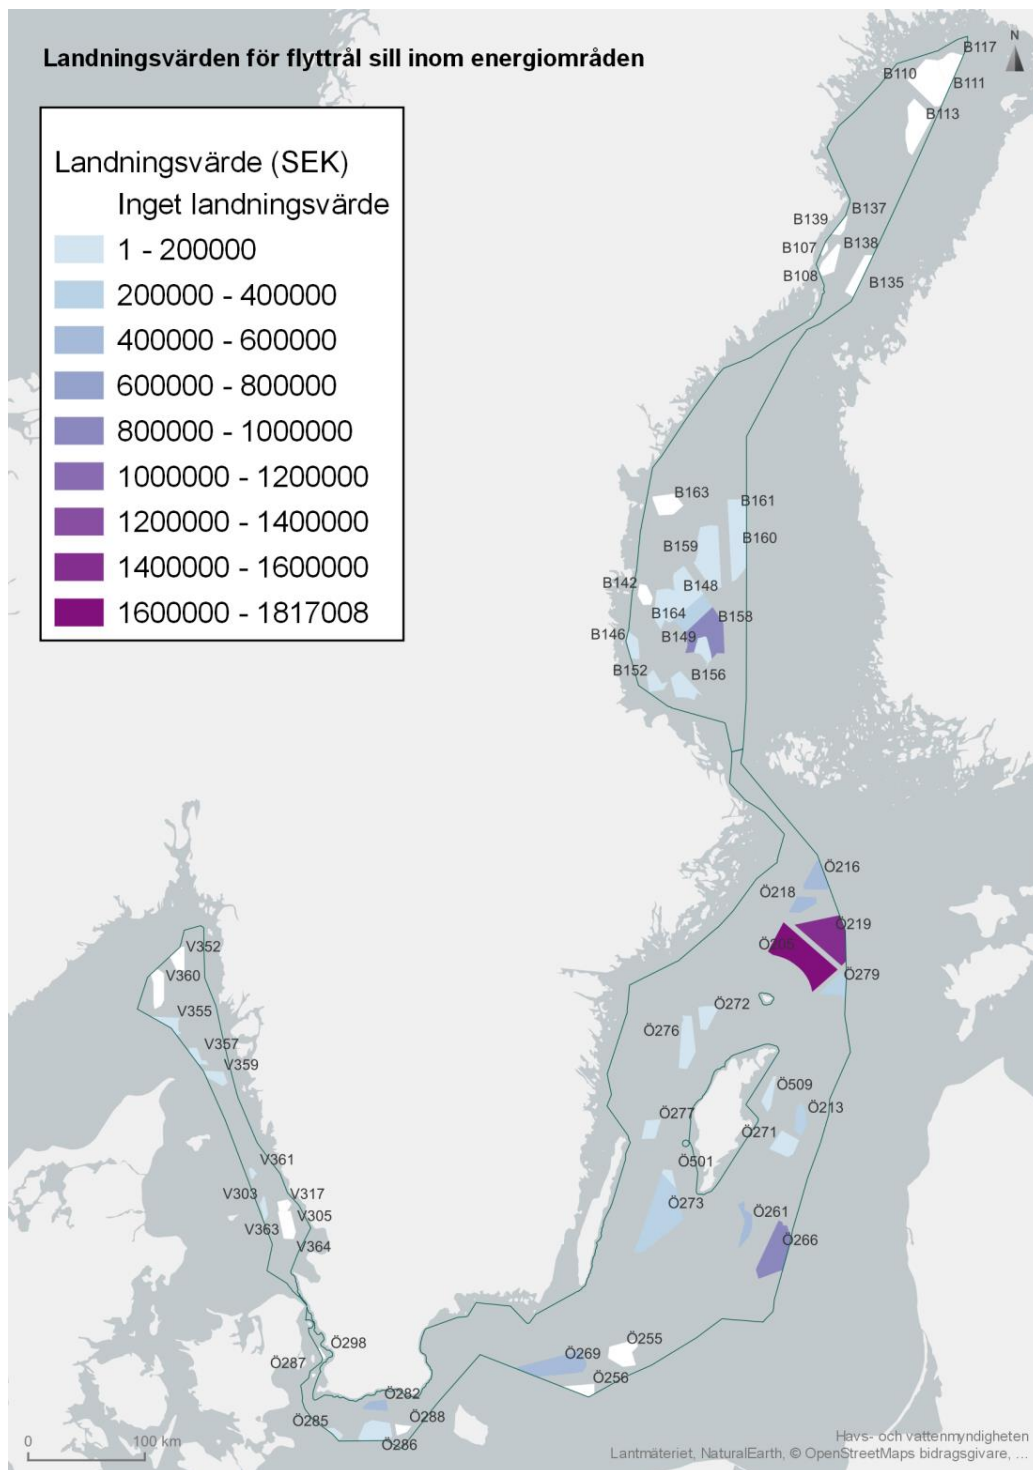 Landningsvärden för flyttrål sill inom energiområden
N
Landningsvärde (SEK)
Inget landningsvärde
1 - 200000
200000 - 400000
400000 - 600000
600000 - 800000
800000 - 1000000
1000000 - 1200000
1200000 - 1400000
1400000 - 1600000
1600000 - 1817008
B117
B110
B111
B113
B137
B139
B107
B138
B108
B135
B163
B161
B160
B159
B142
B148
B164
B158
B146
B149
B152
B156
Ö216
Ö218
Ö219
Ö205
Ö279
V352
V360
V355
V357
V359
Ö272
Ö276
Ö509
Ö213
Ö277
Ö271
Ö501
V361
V303
V317
V305
V363
V364
Ö273
Ö261
Ö266
Ö298
Ö287
Ö255
Ö269
Ö256
Ö282
Ö285
Ö288
Ö286
0
100 km
Havs- och vattenmyndigheten
Lantmäteriet, NaturalEarth, © OpenStreetMaps bidragsgivare, ...